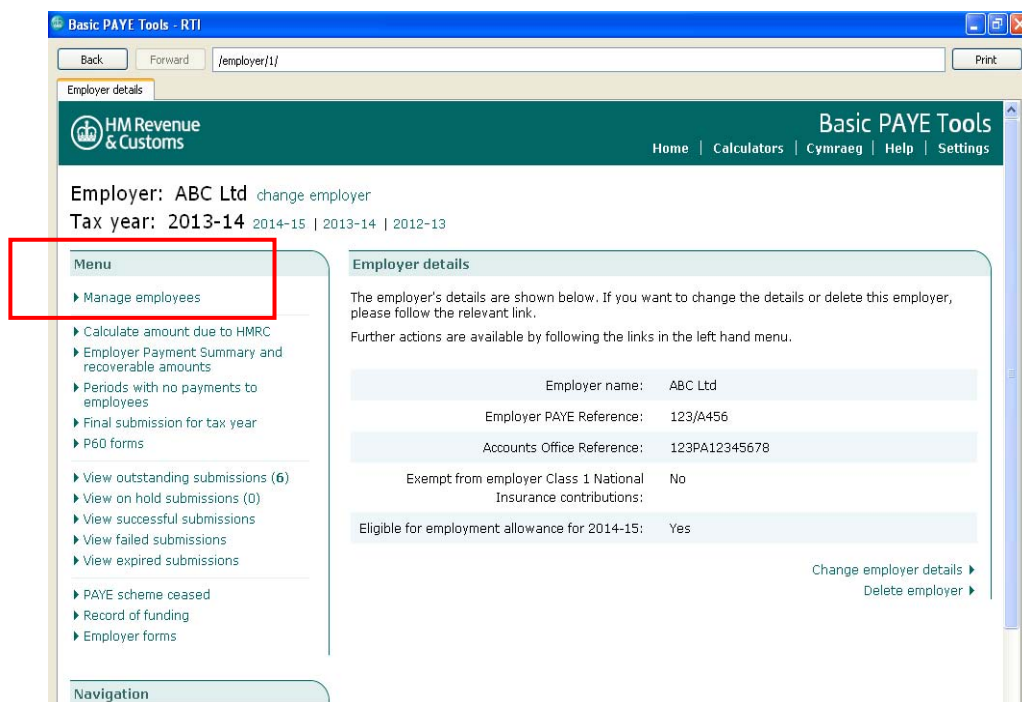 Basic PAYE Tools - RTI
Back Forward /employer/1/ Print
Employer details
HM Revenue
& Customs
Basic PAYE Tools
Home | Calculators | Cymraeg | Help | Settings
Employer: ABC Ltd change employer
Tax year: 2013-14 2014-15 | 2013-14 | 2012-13
Menu
Manage employees
Calculate amount due to HMRC
Employer Payment Summary and
recoverable amounts
Periods with no payments to
employees
Final submission for tax year
P60 forms
View outstanding submissions (6)
View on hold submissions (0)
View successful submissions
View failed submissions
View expired submissions
PAYE scheme ceased
Record of funding
Employer forms
Navigation
Employer details
The employer's details are shown below. If you want to change the details or delete this employer,
please follow the relevant link.
Further actions are available by following the links in the left hand menu.
Employer name: ABC Ltd
Employer PAYE Reference: 123/A456
Accounts Office Reference: 123PA12345678
Exempt from employer Class 1 National No
Insurance contributions:
Eligible for employment allowance for 2014-15: Yes
Change employer details
Delete employer